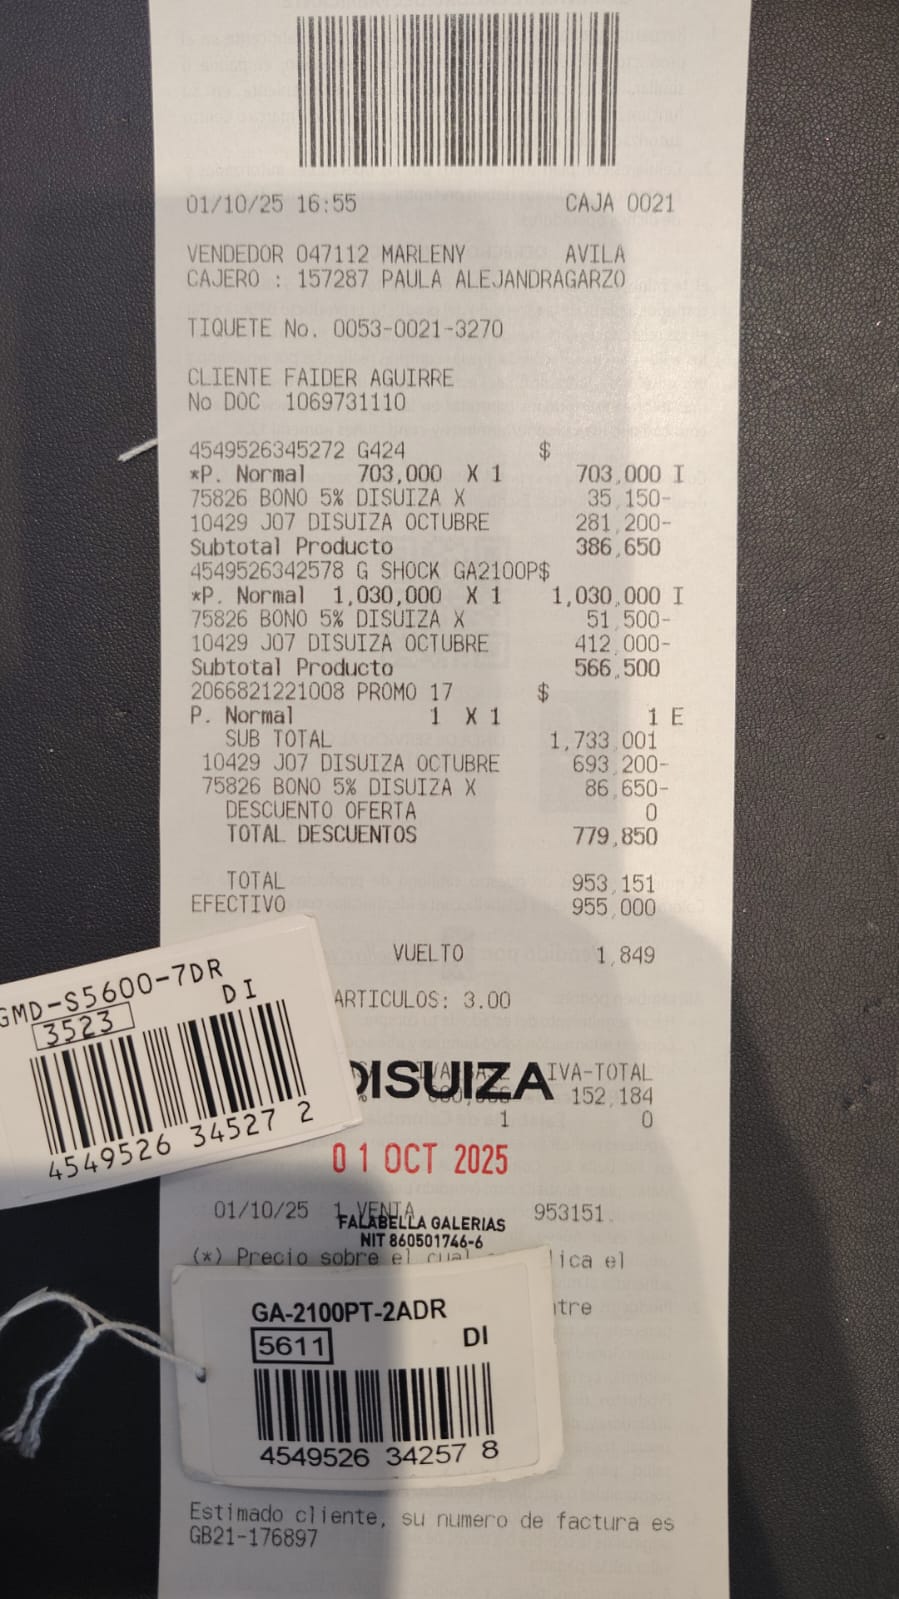 01/10/25 16:55 CAJA 0021
VENDEDOR 047112 MARLENY AVILA
CAJERO : 157287 PAULA ALEJANDRAGARZO
TIQUETE No. 0053-0021-3270
CLIENTE FAIDER AGUIRRE
No DOC 1069731110
4549526345272 G424 $
*P. Normal 703,000 X 1 703,000 I
75826 BONO 5% DISUIZA X 35,150-
10429 J07 DISUIZA OCTUBRE 281,200-
Subtotal Producto 386,650
4549526342578 G SHOCK GA2100P$
*P. Normal 1,030,000 X 1 1,030,000 I
75826 BONO 5% DISUIZA X 51,500-
10429 J07 DISUIZA OCTUBRE 412,000-
Subtotal Producto 566,500
2066821221008 PROMO 17 $
P. Normal 1 X 1 1 E
SUB TOTAL 1,733,001
10429 J07 DISUIZA OCTUBRE 693,200-
75826 BONO 5% DISUIZA X 86,650-
DESCUENTO OFERTA 0
TOTAL DESCUENTOS 779,850
TOTAL 953,151
EFECTIVO 955,000
VUELTO 1,849
ARTICULOS: 3.00
GMD-S5600-7DR
DI
3523
4549526 34527 2
DISUIZA
IVA-TOTAL
152,184
1 0
01 OCT 2025
01/10/25 1 VENTA 953151.
FALABELLA GALERIAS
NIT 860501746-6
(*) Precio sobre el cual lica el
GA-2100PT-2ADR
5611 DI
4549526 34257 8
Estimado cliente, su numero de factura es
GB21-176897